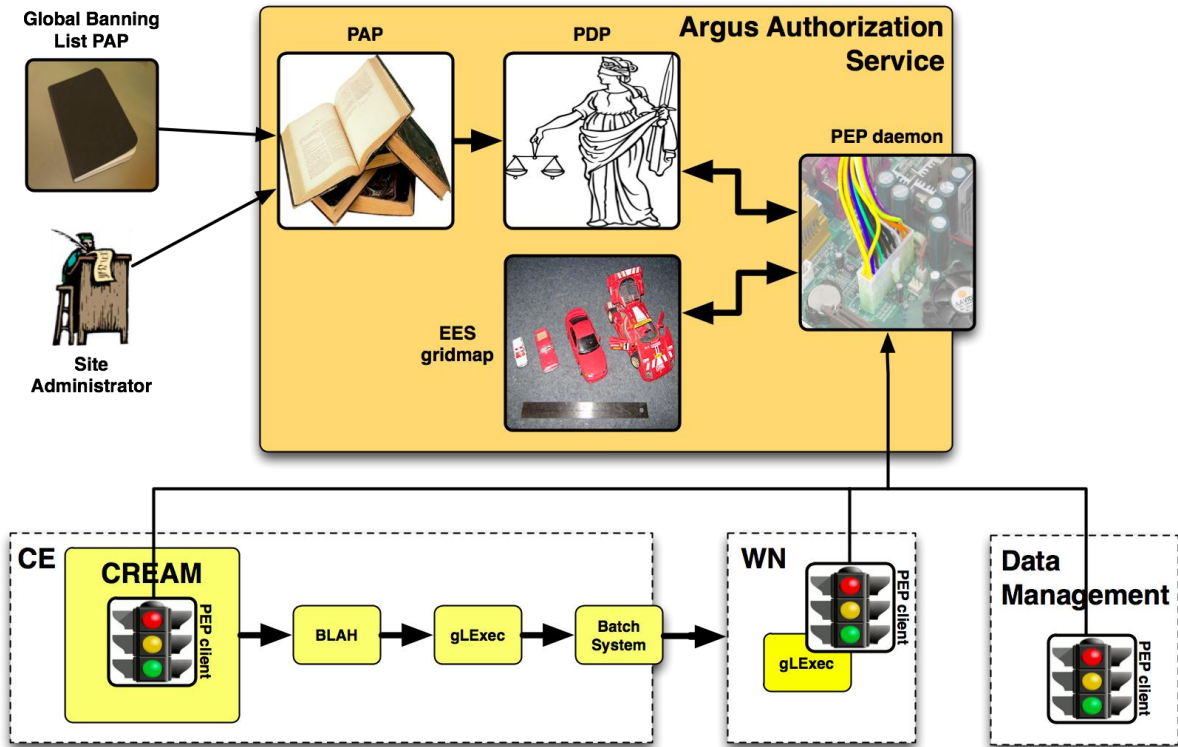 Global Banning
List PAP
PAP
PDP
Argus Authorization
Service
PEP daemon
EES
gridmap
Site
Administrator
CE
CREAM
PEP client
BLAH
gLExec
Batch
System
WN
PEP client
gLExec
Data
Management
PEP client